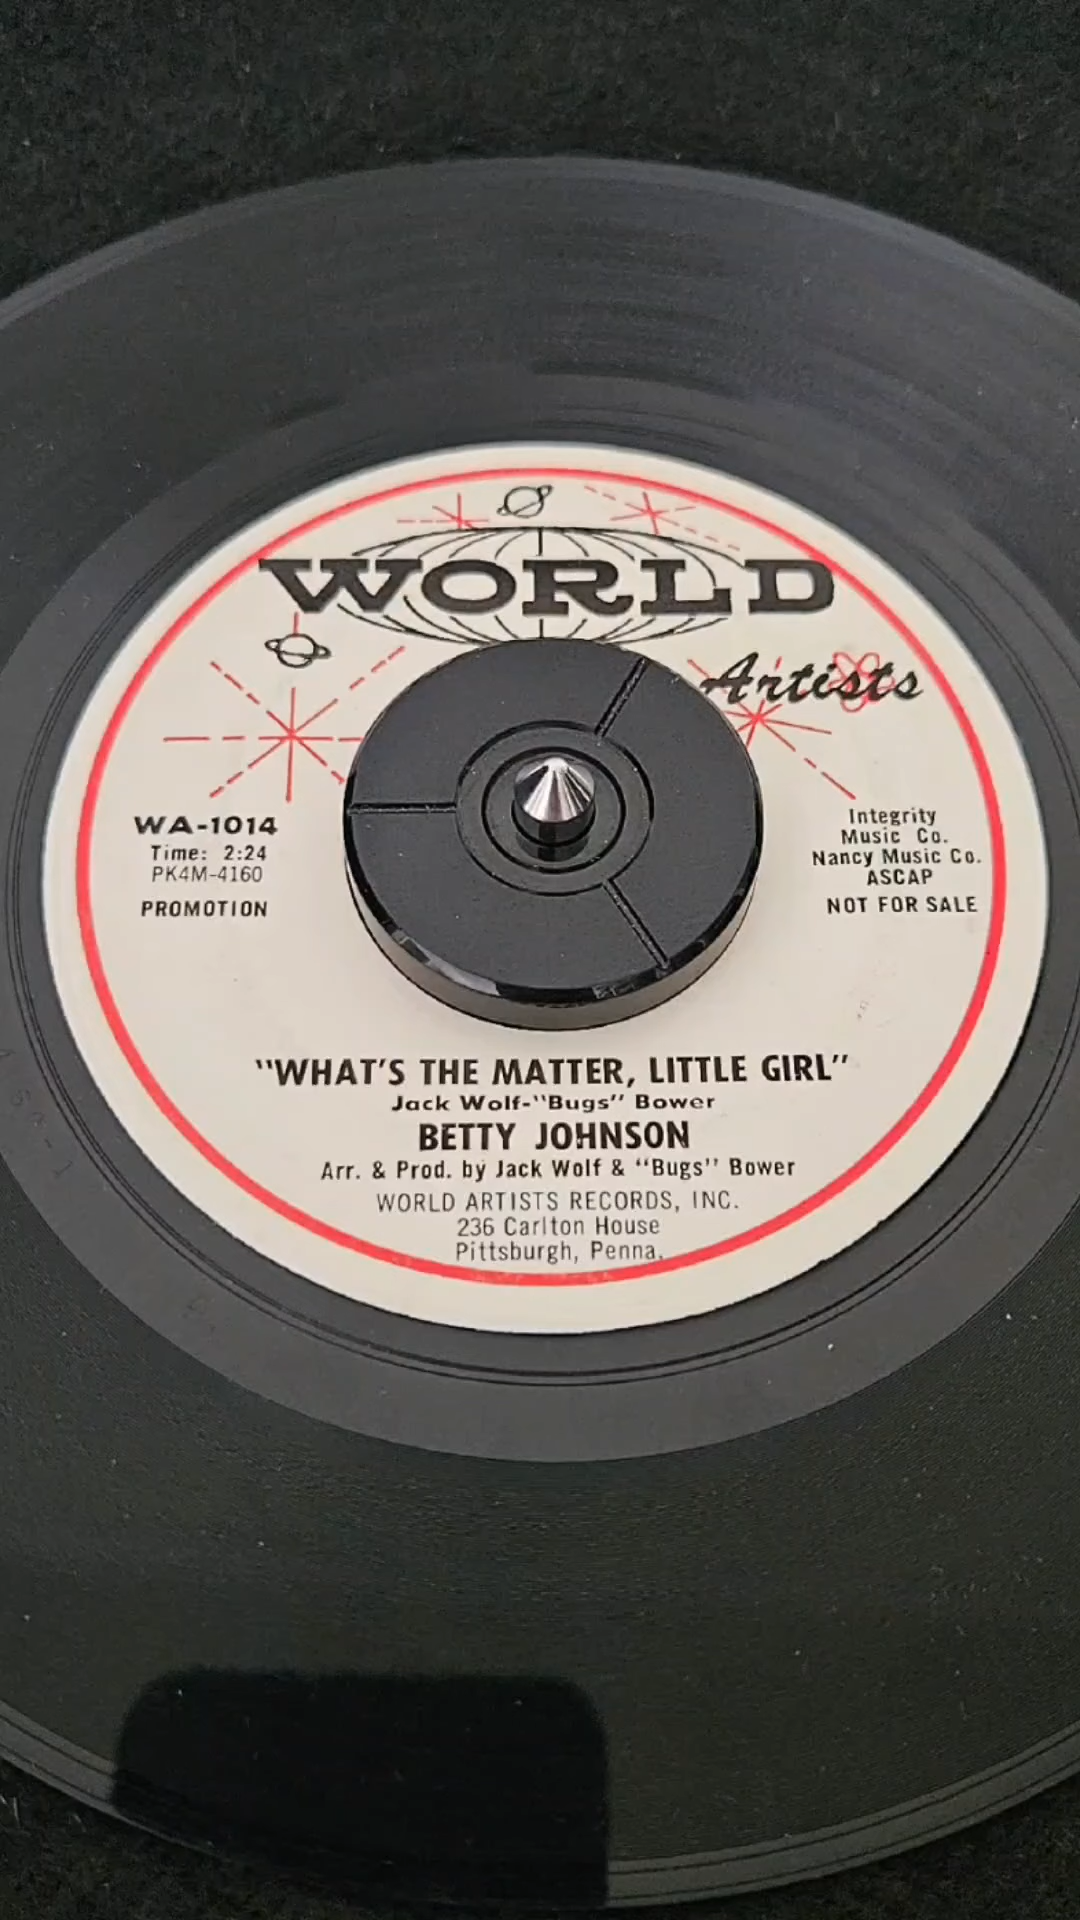 WORLD
Artists
WA-1014
Time: 2:24
PK4M-4160
PROMOTION
Integrity
Music Co.
Nancy Music Co.
ASCAP
NOT FOR SALE
"WHAT'S THE MATTER, LITTLE GIRL"
Jack Wolf-"Bugs" Bower
BETTY JOHNSON
Arr. & Prod. by Jack Wolf & "Bugs" Bower
WORLD ARTISTS RECORDS, INC.
236 Carlton House
Pittsburgh, Penna.